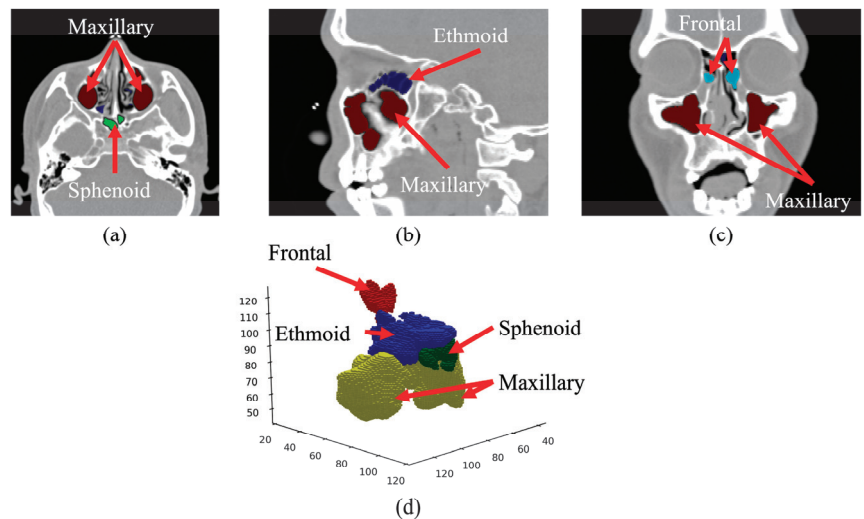 Maxillary
Sphenoid
(a)
Ethmoid
Maxillary
(b)
Frontal
Maxillary
(c)
Frontal
Ethmoid
Sphenoid
Maxillary
120
110
100
90
80
70
60
50
20
40
60
80
100
120
120
100
80
60
40
(d)